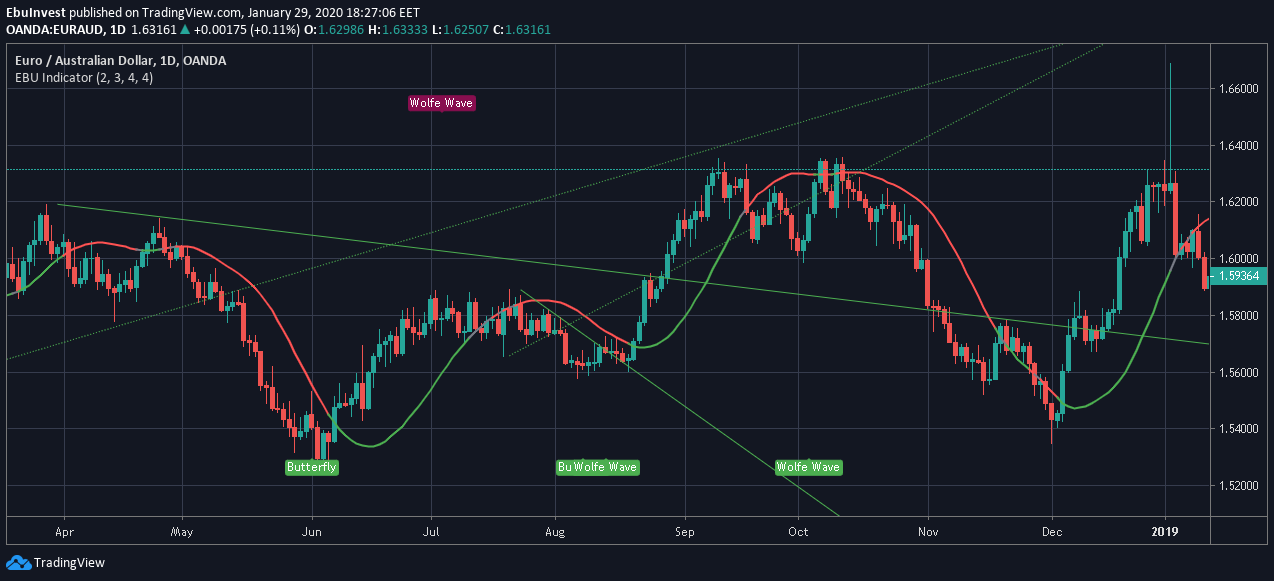 EbuInvest published on TradingView.com, January 29, 2020 18:27:06 EET
OANDA:EURAUD, 1D 1.63161 ▲ +0.00175 (+0.11%) O:1.62986 H:1.63333 L:1.62507 C:1.63161
Euro / Australian Dollar, 1D, OANDA
EBU Indicator (2, 3, 4, 4)
1.66000
Wolfe Wave
1.64000
1.62000
1.60000
1.59364
1.58000
1.56000
1.54000
Butterfly
Bu Wolfe Wave
Wolfe Wave
1.52000
Apr May Jun Jul Aug Sep Oct Nov Dec 2019
TradingView